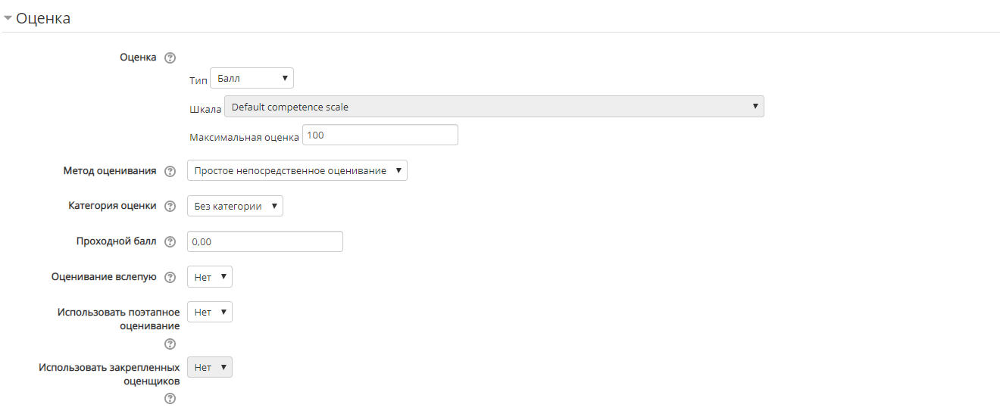 Оценка
Оценка
Тип Балл
Шкала Default competence scale
Максимальная оценка 100
Метод оценивания Простое непосредственное оценивание
Категория оценки Без категории
Проходной балл 0,00
Оценивание вслепую Нет
Использовать поэтапное Нет
оценивание
Использовать закрепленных Нет
оценщиков